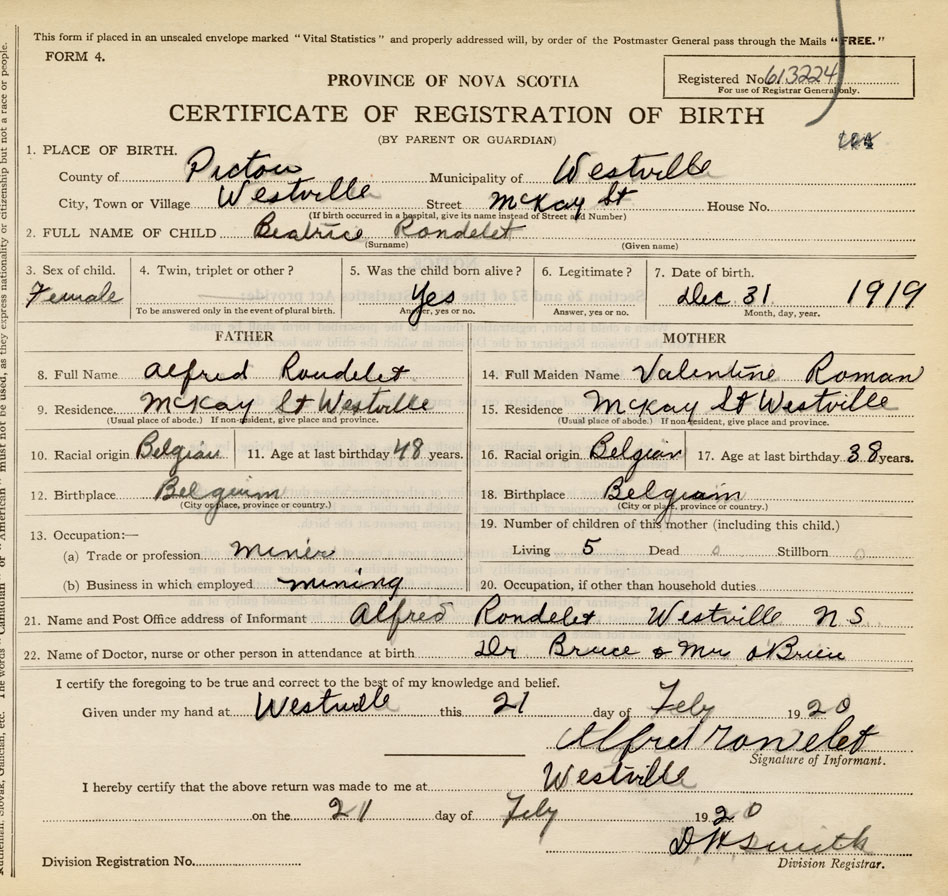 This form if placed in an unsealed envelope marked "Vital Statistics" and properly addressed will, by order of the Postmaster General pass through the Mails "FREE."
FORM 4.
Registered No. 613224
For use of Registrar General only.
PROVINCE OF NOVA SCOTIA
CERTIFICATE OF REGISTRATION OF BIRTH
(BY PARENT OR GUARDIAN)
1. PLACE OF BIRTH.
County of Pictou Municipality of Westville
City, Town or Village Westville Street McKay St House No.
(If birth occurred in a hospital, give its name instead of Street and Number)
2. FULL NAME OF CHILD Beatrice Rondelet
(Surname) (Given name)
3. Sex of child. 4. Twin, triplet or other? 5. Was the child born alive? 6. Legitimate? 7. Date of birth.
Female Yes Dec 31 1919
To be answered only in the event of plural birth. Answer, yes or no. Answer, yes or no. Month, day, year.
FATHER MOTHER
8. Full Name Alfred Rondelet 14. Full Maiden Name Valentine Roman
9. Residence McKay St Westville 15. Residence McKay St Westville
(Usual place of abode.) If non-resident, give place and province. (Usual place of abode.) If non-resident, give place and province.
10. Racial origin Belgian 11. Age at last birthday 48 years. 16. Racial origin Belgian 17. Age at last birthday 38 years.
12. Birthplace Belgium 18. Birthplace Belgium
(City or place, province or country.) (City or place, province or country.)
19. Number of children of this mother (including this child.)
13. Occupation:—
(a) Trade or profession miner Living 5 Dead 0 Stillborn 0
(b) Business in which employed mining 20. Occupation, if other than household duties
21. Name and Post Office address of Informant Alfred Rondelet Westville N S
22. Name of Doctor, nurse or other person in attendance at birth Dr Bruce & Mrs O'Brien
I certify the foregoing to be true and correct to the best of my knowledge and belief.
Given under my hand at Westville this 21 day of Feby 1920
Alfred Ronvelet
Signature of Informant.
I hereby certify that the above return was made to me at Westville
on the 21 day of Feby 1920
D W Smith
Division Registration No. Division Registrar.